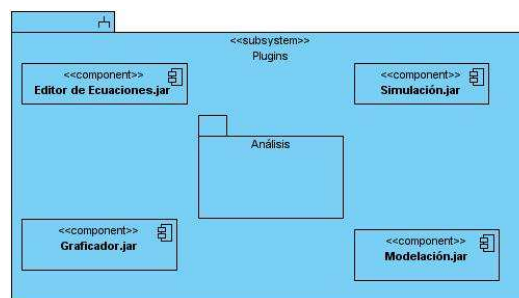 <<subsystem>>
Plugins
<<component>>
Editor de Ecuaciones.jar
<<component>>
Simulación.jar
Análisis
<<component>>
Graficador.jar
<<component>>
Modelación.jar